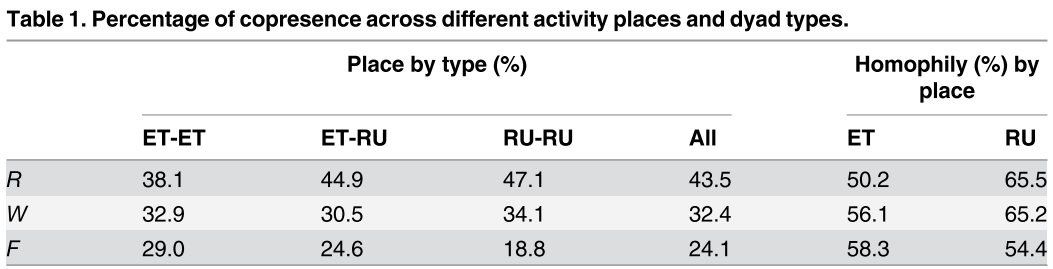 Table 1. Percentage of copresence across different activity places and dyad types.
Place by type (%) Homophily (%) by
place
ET-ET ET-RU RU-RU All ET RU
R 38.1 44.9 47.1 43.5 50.2 65.5
W 32.9 30.5 34.1 32.4 56.1 65.2
F 29.0 24.6 18.8 24.1 58.3 54.4